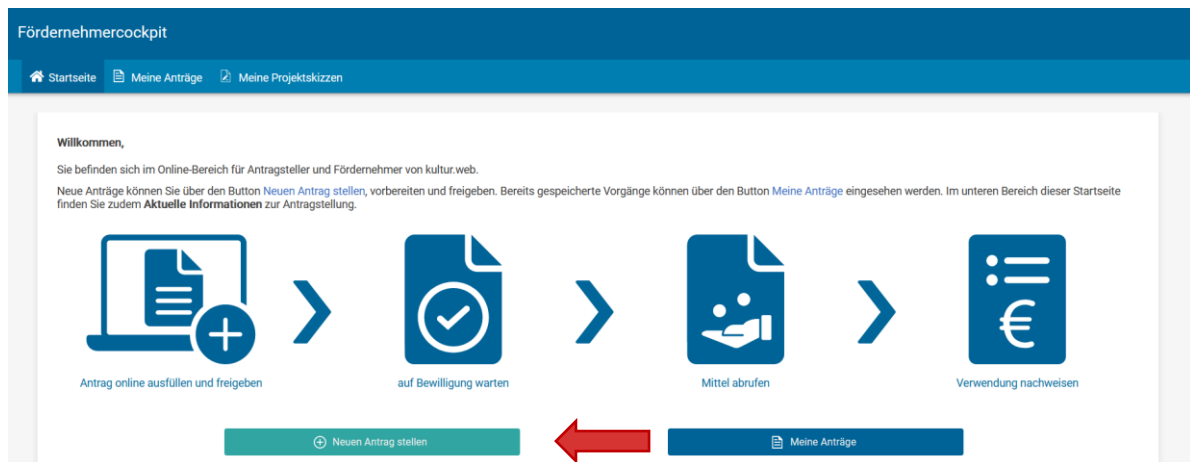 Fördernehmercockpit
Startseite Meine Anträge Meine Projektskizzen
Willkommen,
Sie befinden sich im Online-Bereich für Antragsteller und Fördernehmer von kultur.web.
Neue Anträge können Sie über den Button Neuen Antrag stellen, vorbereiten und freigeben. Bereits gespeicherte Vorgänge können über den Button Meine Anträge eingesehen werden. Im unteren Bereich dieser Startseite
finden Sie zudem Aktuelle Informationen zur Antragstellung.
€
Antrag online ausfüllen und freigeben auf Bewilligung warten Mittel abrufen Verwendung nachweisen
Neuen Antrag stellen Meine Anträge